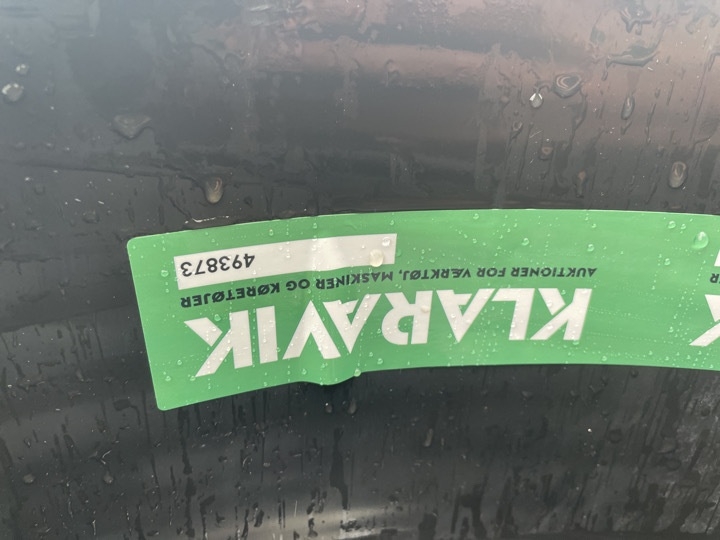 KLARAVIK
AUKTIONER FOR VÆRKTØJ, MASKINER OG KØRETØJER
493873